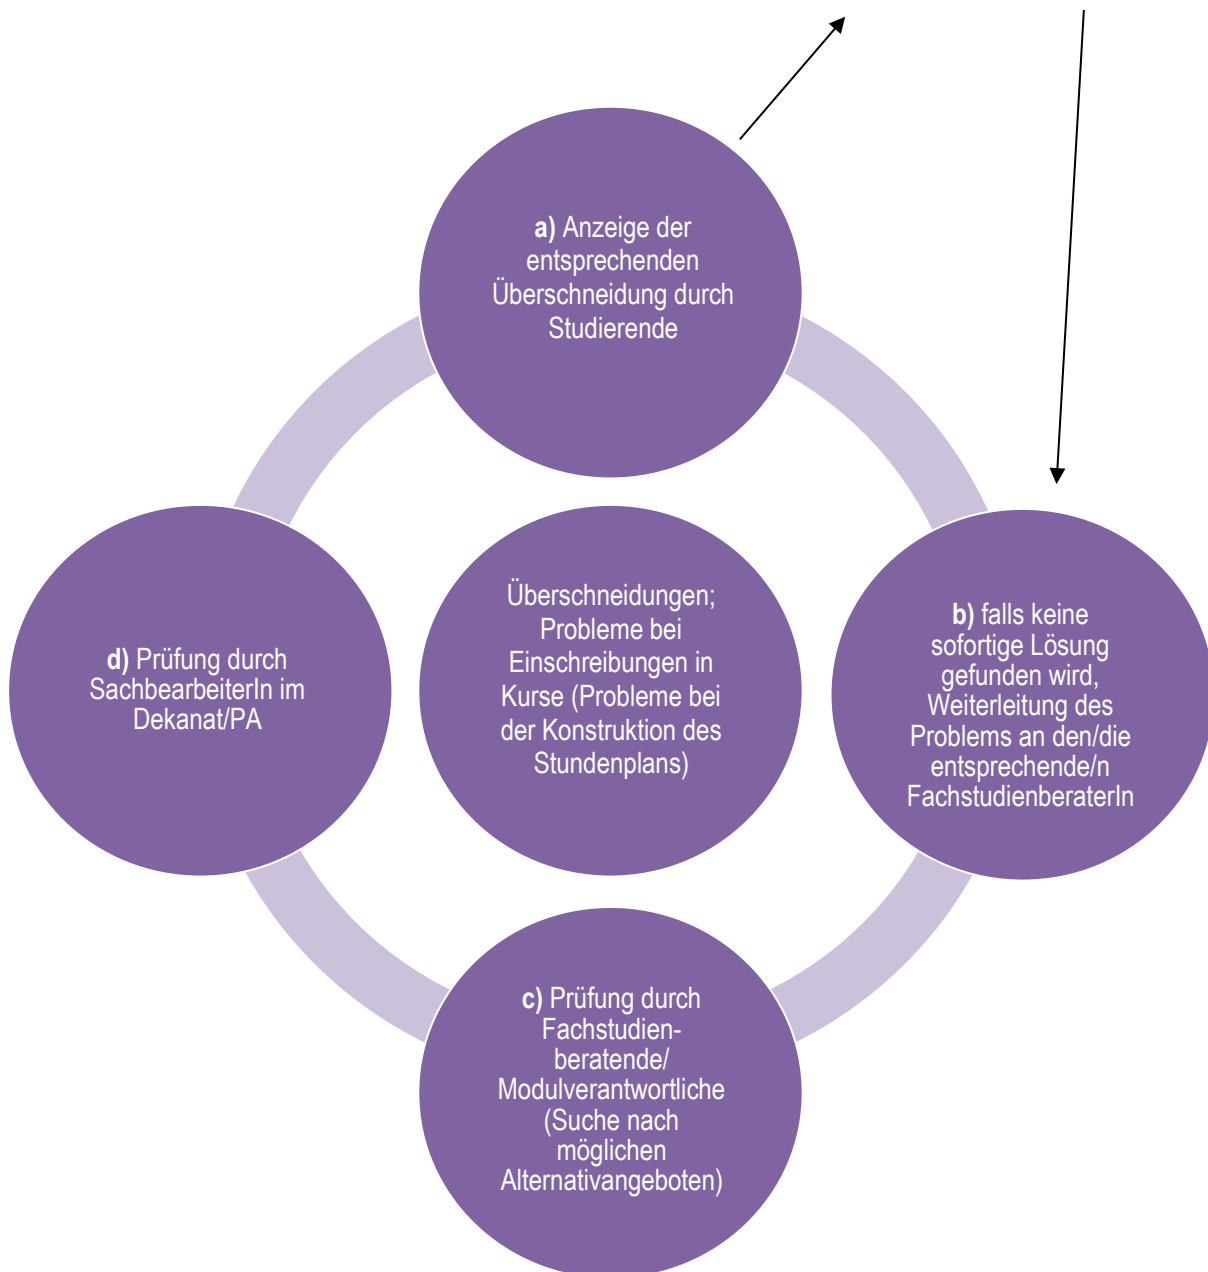 a) Anzeige der
entsprechenden
Überschneidung durch
Studierende
Überschneidungen;
Probleme bei
Einschreibungen in
Kurse (Probleme bei
der Konstruktion des
Stundenplans)
b) falls keine
sofortige Lösung
gefunden wird,
Weiterleitung des
Problems an den/die
entsprechende/n
FachstudienberaterIn
c) Prüfung durch
Fachstudien-
beratende/
Modulverantwortliche
(Suche nach
möglichen
Alternativangeboten)
d) Prüfung durch
SachbearbeiterIn im
Dekanat/PA